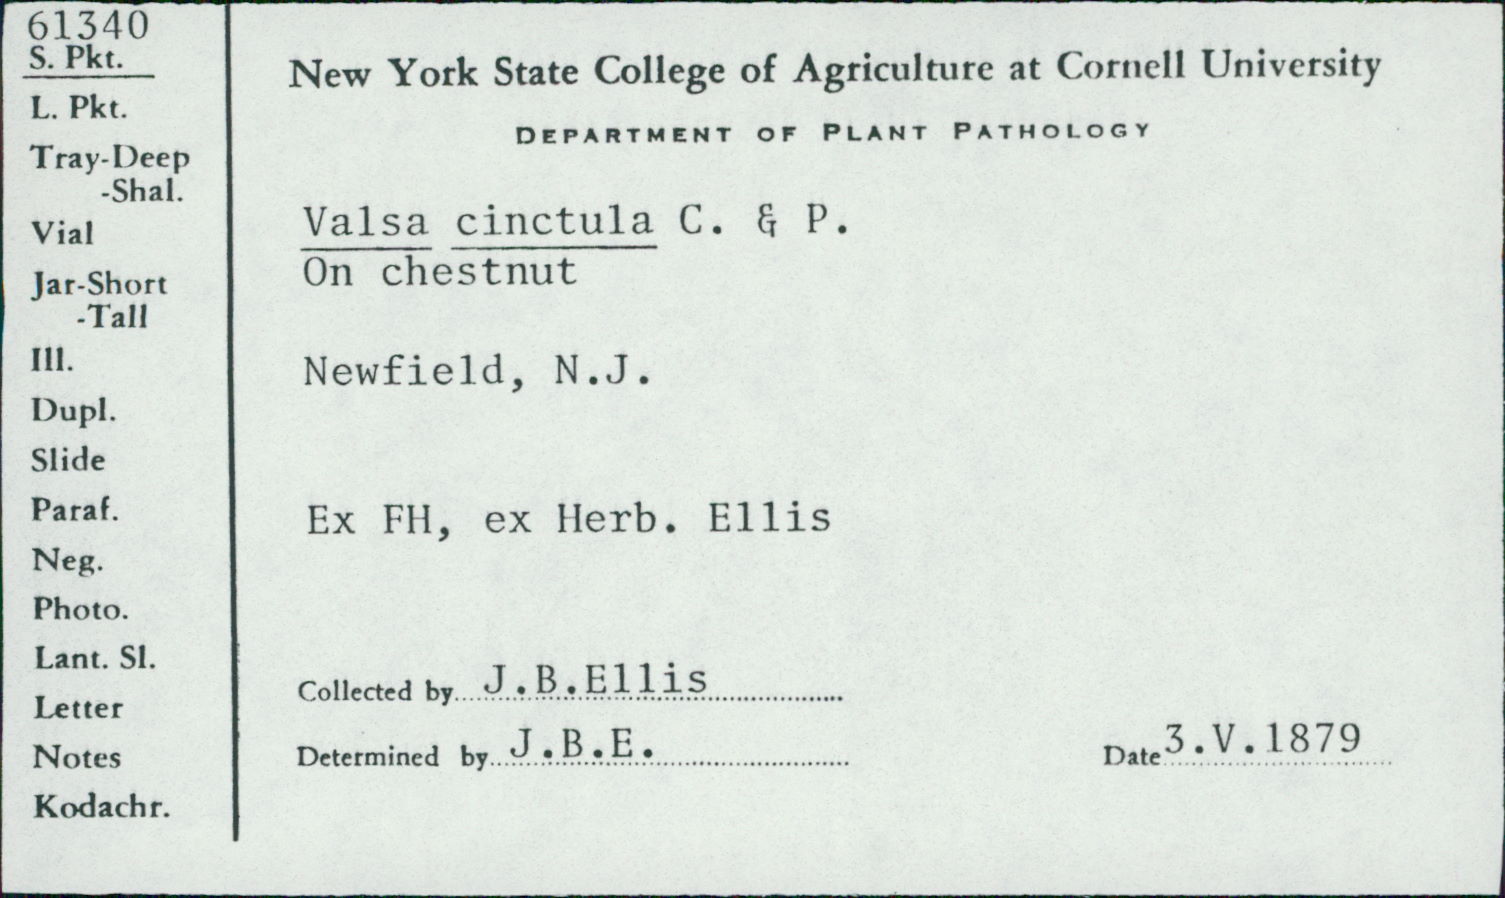 61340
S. Pkt.
L. Pkt.
Tray-Deep
-Shal.
Vial
Jar-Short
-Tall
Ill.
Dupl.
Slide
Paraf.
Neg.
Photo.
Lant. Sl.
Letter
Notes
Kodachr.
New York State College of Agriculture at Cornell University
DEPARTMENT OF PLANT PATHOLOGY
Valsa cinctula C. & P.
On chestnut
Newfield, N.J.
Ex FH, ex Herb. Ellis
Collected by J.B.Ellis
Determined by J.B.E.
Date 3.V.1879